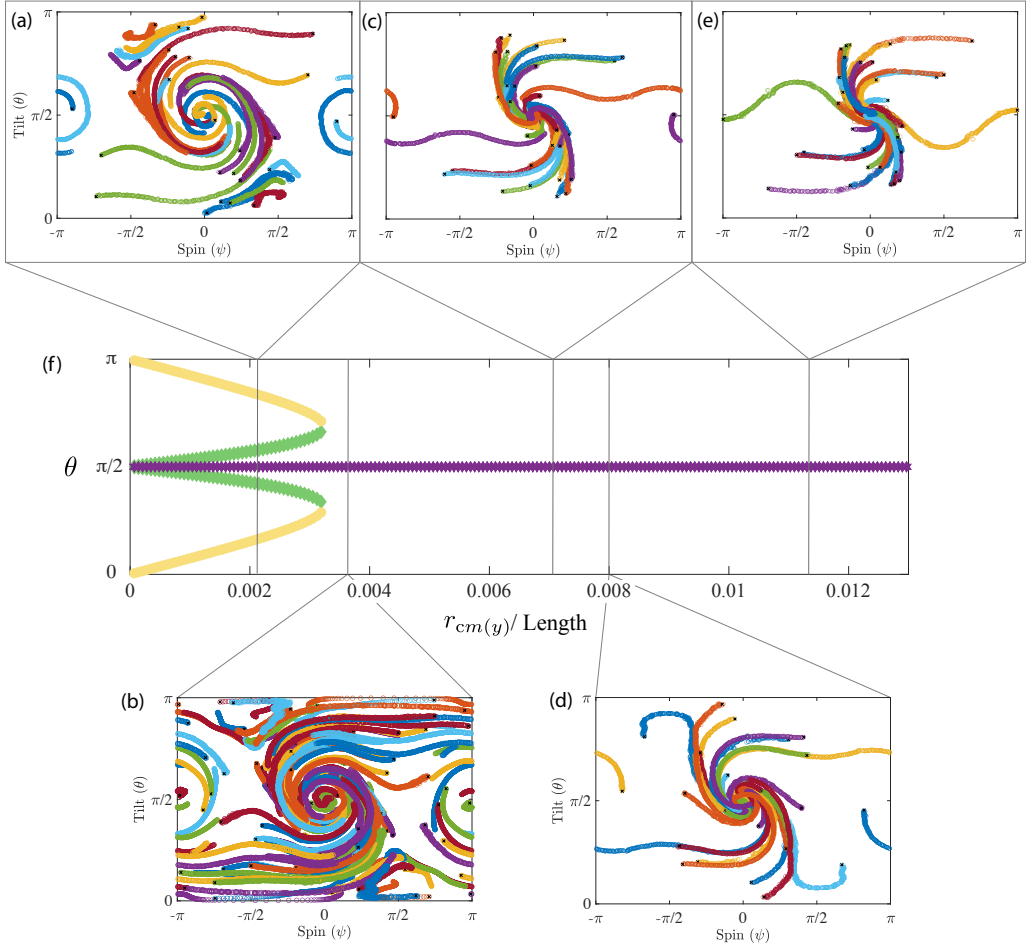 (a)
π
Tilt (θ)
π/2
0
-π
-π/2
0
π/2
π
Spin (ψ)
(c)
-π
-π/2
0
π/2
π
Spin (ψ)
(e)
-π
-π/2
0
π/2
π
Spin (ψ)
(f)
π
θ
π/2
0
0
0.002
0.004
0.006
0.008
0.01
0.012
r_cm(y) / Length
(b)
π
Tilt (θ)
π/2
0
-π
-π/2
0
π/2
π
Spin (ψ)
(d)
π
Tilt (θ)
π/2
0
-π
-π/2
0
π/2
π
Spin (ψ)